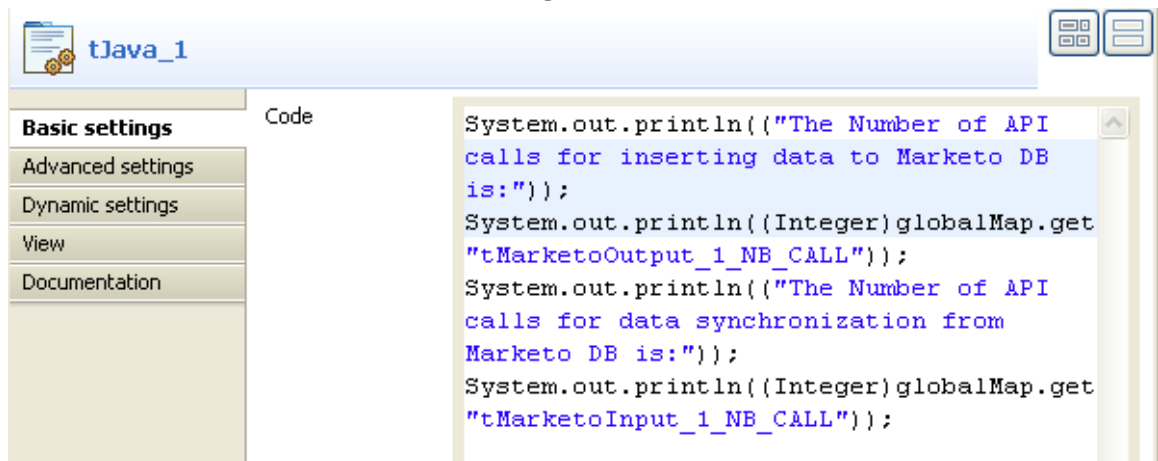 tJava_1
Basic settings
Advanced settings
Dynamic settings
View
Documentation
Code
System.out.println(("The Number of API
calls for inserting data to Marketo DB
is:"));
System.out.println((Integer)globalMap.get
"tMarketoOutput_1_NB_CALL"));
System.out.println(("The Number of API
calls for data synchronization from
Marketo DB is:"));
System.out.println((Integer)globalMap.get
"tMarketoInput_1_NB_CALL"));